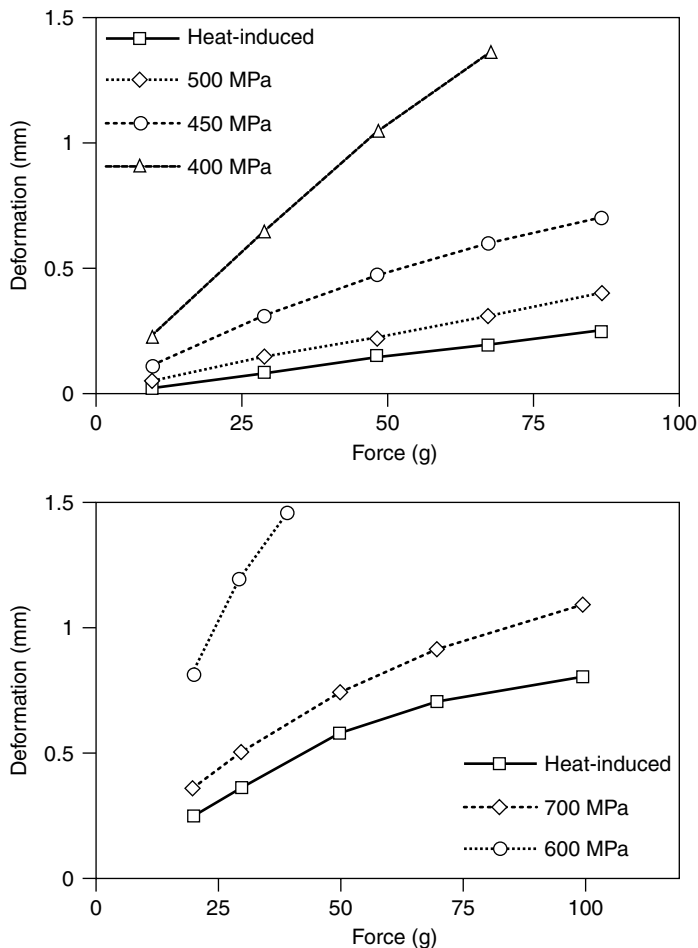 1.5
Heat-induced
500 MPa
450 MPa
400 MPa
1
0.5
0
Deformation (mm)
0 25 50 75 100
Force (g)
1.5
1
0.5
0
Deformation (mm)
Heat-induced
700 MPa
600 MPa
0 25 50 75 100
Force (g)